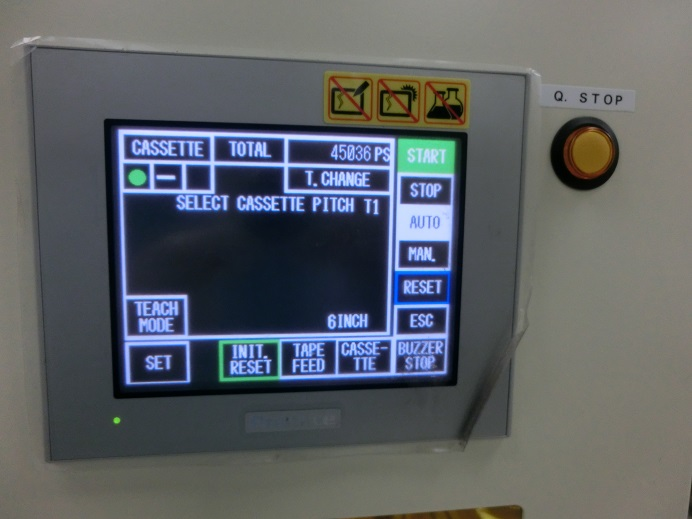 Q. STOP
CASSETTE TOTAL 45036 PS START
T. CHANGE
SELECT CASSETTE PITCH T1
STOP
AUTO
MAN.
RESET
TEACH MODE
6INCH
ESC
SET
INIT. RESET
TAPE FEED
CASSE-TTE
BUZZER STOP